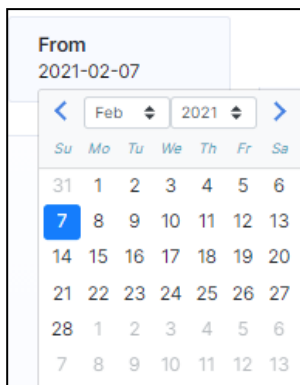 From
2021-02-07
Feb 2021
Su Mo Tu We Th Fr Sa
31 1 2 3 4 5 6
7 8 9 10 11 12 13
14 15 16 17 18 19 20
21 22 23 24 25 26 27
28 1 2 3 4 5 6
7 8 9 10 11 12 13